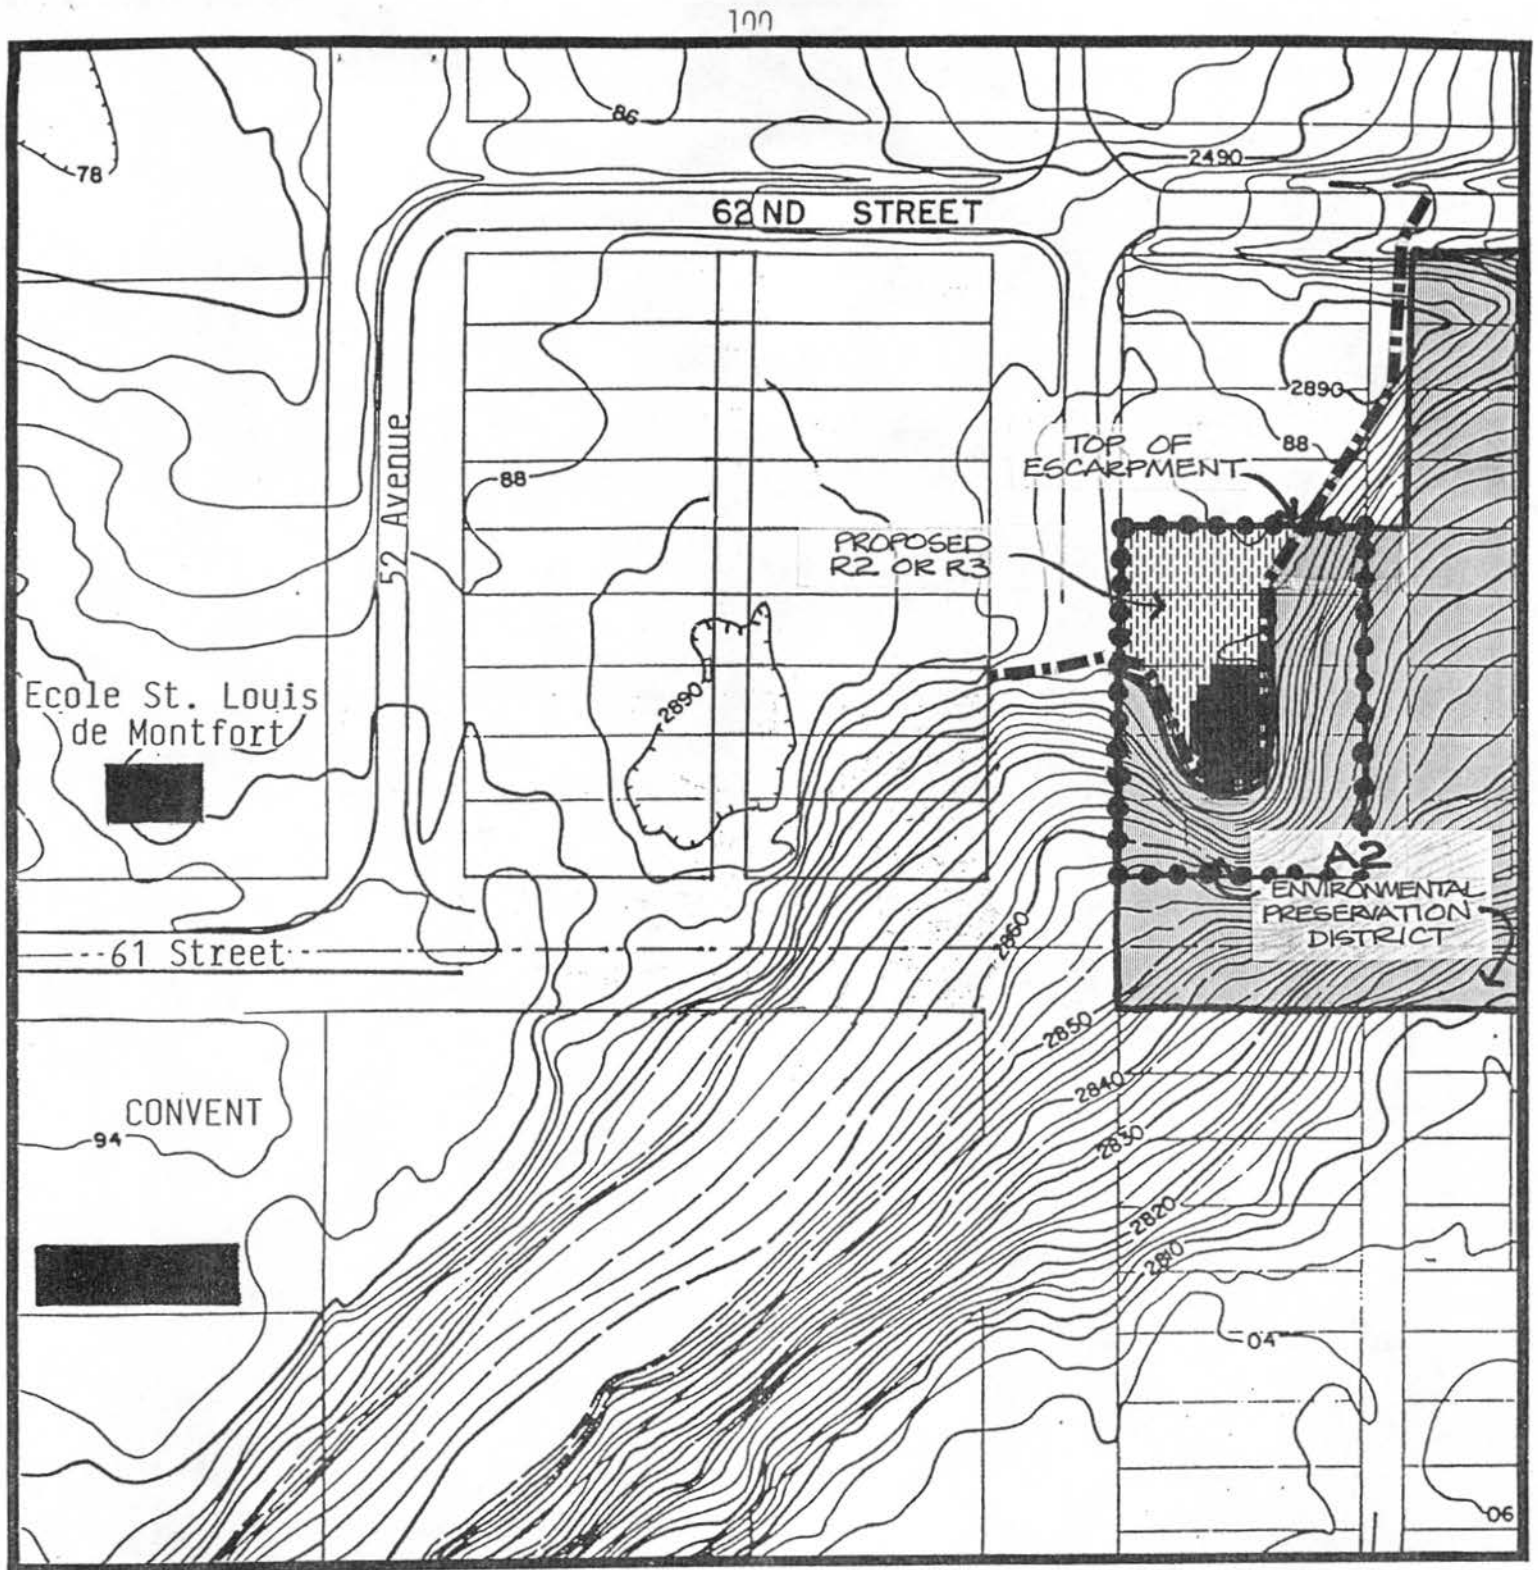 100
86
2490
78
62ND STREET
2890
TOP OF
ESCARPMENT
88
88
52 Avenue
PROPOSED
R2 OR R3
Ecole St. Louis
de Montfort
2890
A2
ENVIRONMENTAL
PRESERVATION
DISTRICT
61 Street
2860
2850
2840
CONVENT
94
2830
2820
2810
04
06